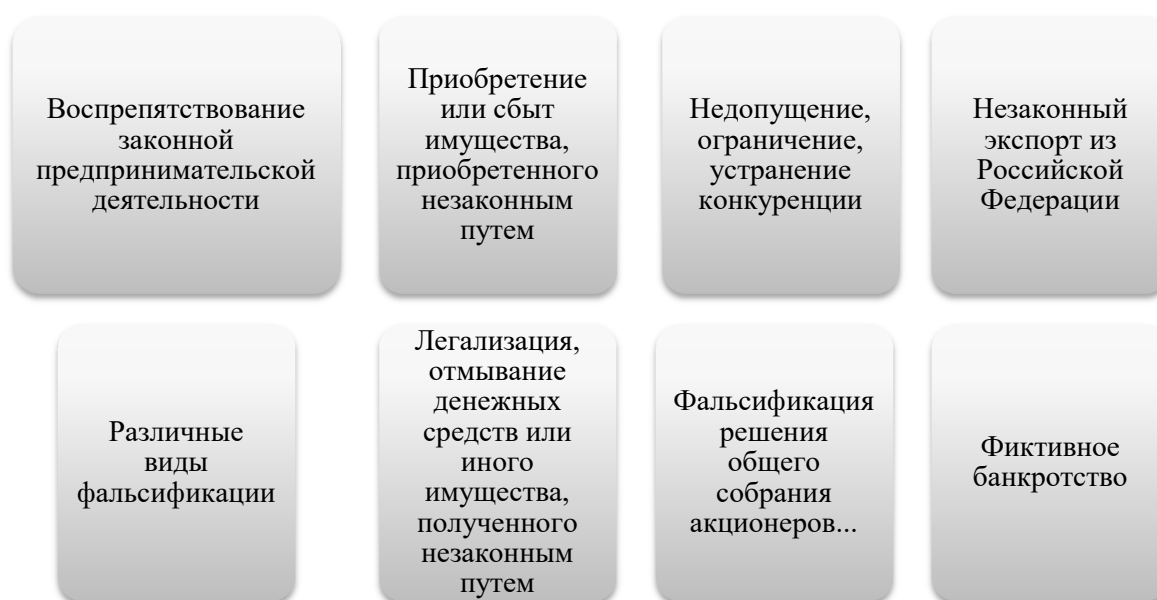 Воспрепятствование
законной
предпринимательской
деятельности
Приобретение
или сбыт
имущества,
приобретенного
незаконным
путем
Недопущение,
ограничение,
устранение
конкуренции
Незаконный
экспорт из
Российской
Федерации
Различные
виды
фальсификации
Легализация,
отмывание
денежных
средств или
иного
имущества,
полученного
незаконным
путем
Фальсификация
решения
общего
собрания
акционеров...
Фиктивное
банкротство